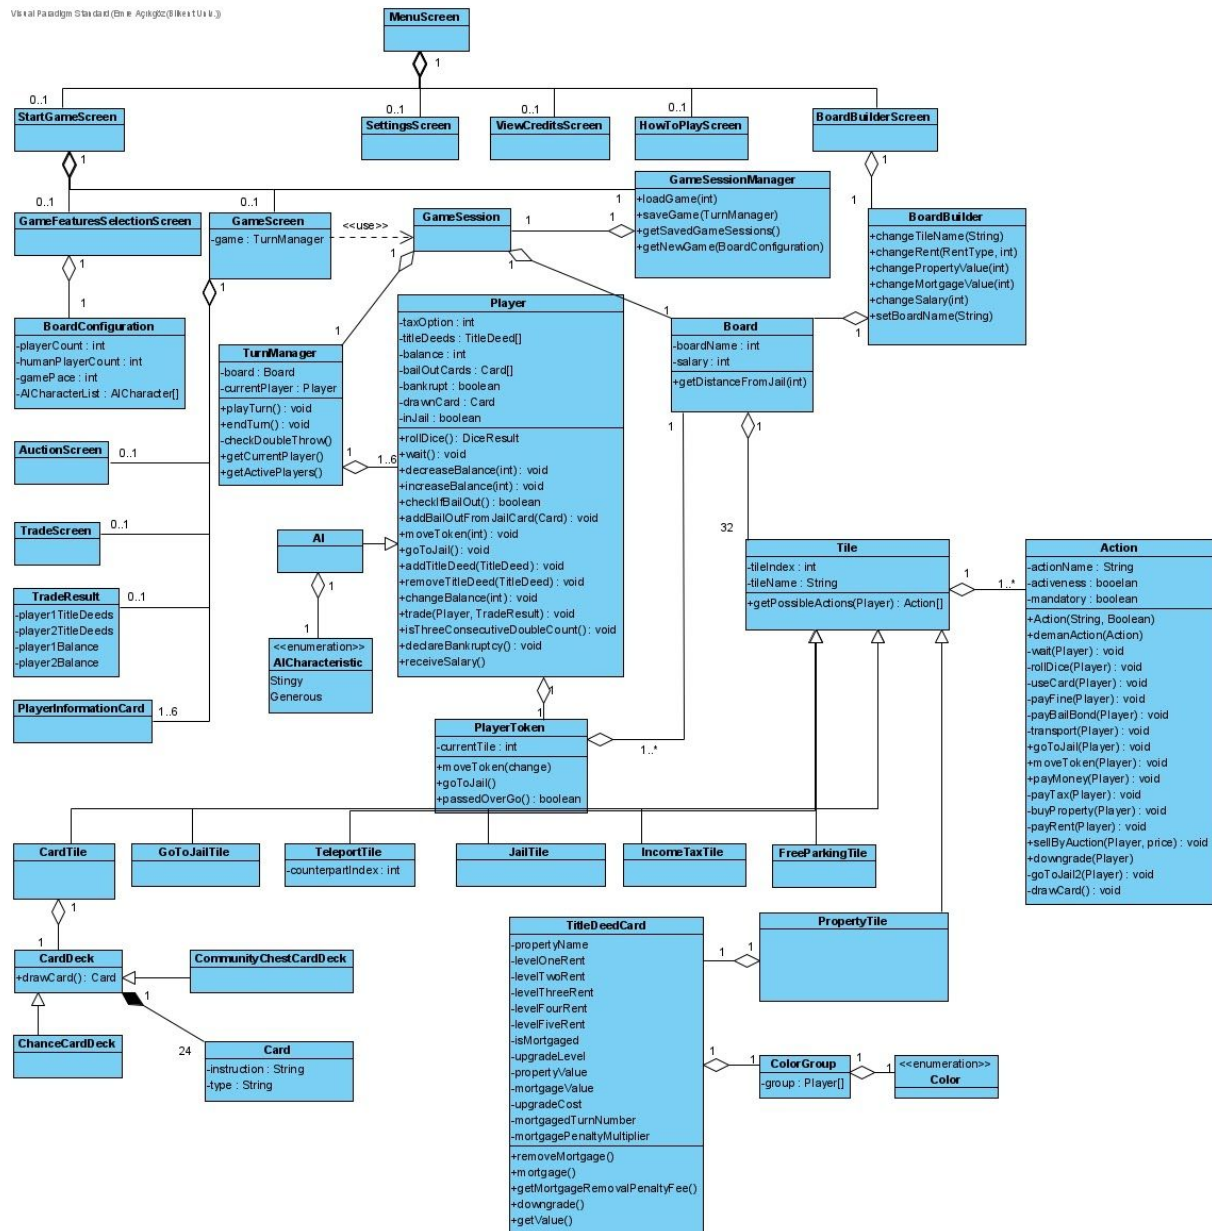 Visual Paradigm Standard (Emre Açıkgöz(Bilkent Univ.))
MenuScreen
1
0..1
0..1
0..1
0..1
StartGameScreen
SettingsScreen
ViewCreditsScreen
HowToPlayScreen
BoardBuilderScreen
1
1
0..1
0..1
1
1
GameFeaturesSelectionScreen
1
GameScreen
-game : TurnManager
1
<<use>>
GameSession
1
1
1
1
GameSessionManager
+loadGame(int)
+saveGame(TurnManager)
+getSavedGameSessions()
+getNewGame(BoardConfiguration)
BoardBuilder
+changeTileName(String)
+changeRent(RentType, int)
+changePropertyValue(int)
+changeMortgageValue(int)
+changeSalary(int)
+setBoardName(String)
1
1
BoardConfiguration
-playerCount : int
-humanPlayerCount : int
-gamePace : int
-AICharacterList : AICharacter[]
1
TurnManager
-board : Board
-currentPlayer : Player
+playTurn() : void
+endTurn() : void
-checkDoubleThrow()
+getCurrentPlayer()
+getActivePlayers()
1
1..6
Player
-taxOption : int
-titleDeeds : TitleDeed[]
-balance : int
-bailOutCards : Card[]
-bankrupt : boolean
-drawnCard : Card
-inJail : boolean
+rollDice() : DiceResult
+wait() : void
+decreaseBalance(int) : void
+increaseBalance(int) : void
+checkIfBailOut() : boolean
+addBailOutFromJailCard(Card) : void
+moveToken(int) : void
+goToJail() : void
+addTitleDeed(TitleDeed) : void
+removeTitleDeed(TitleDeed) : void
+changeBalance(int) : void
+trade(Player, TradeResult) : void
+isThreeConsecutiveDoubleCount() : void
+declareBankruptcy() : void
+receiveSalary()
1
1
1
Board
-boardName : int
-salary : int
+getDistanceFromJail(int)
1
1
32
AuctionScreen
0..1
TradeScreen
0..1
TradeResult
-player1TitleDeeds
-player2TitleDeeds
-player1Balance
-player2Balance
0..1
PlayerInformationCard
1..6
AI
1
1
<<enumeration>>
AICharacteristic
Stingy
Generous
PlayerToken
-currentTile : int
+moveToken(change)
+goToJail()
+passedOverGo() : boolean
1..*
Tile
-tileIndex : int
-tileName : String
+getPossibleActions(Player) : Action[]
1
1..*
Action
-actionName : String
-activeness : booelan
-mandatory : boolean
+Action(String, Boolean)
+demanAction(Action)
-wait(Player) : void
-rollDice(Player) : void
-useCard(Player) : void
-payFine(Player) : void
-payBailBond(Player) : void
-transport(Player) : void
+goToJail(Player) : void
+moveToken(Player) : void
+payMoney(Player) : void
-payTax(Player) : void
-buyProperty(Player) : void
-payRent(Player) : void
+sellByAuction(Player, price) : void
+downgrade(Player)
-goToJail2(Player) : void
-drawCard() : void
CardTile
GoToJailTile
TeleportTile
-counterpartIndex : int
JailTile
IncomeTaxTile
FreeParkingTile
1
1
CardDeck
+drawCard() : Card
1
CommunityChestCardDeck
ChanceCardDeck
24
Card
-instruction : String
-type : String
TitleDeedCard
-propertyName
-levelOneRent
-levelTwoRent
-levelThreeRent
-levelFourRent
-levelFiveRent
-isMortgaged
-upgradeLevel
-propertyValue
-mortgageValue
-upgradeCost
-mortgagedTurnNumber
-mortgagePenaltyMultiplier
+removeMortgage()
+mortgage()
+getMortgageRemovalPenaltyFee()
+downgrade()
+getValue()
1
1
PropertyTile
1
1
ColorGroup
-group : Player[]
1
1
<<enumeration>>
Color